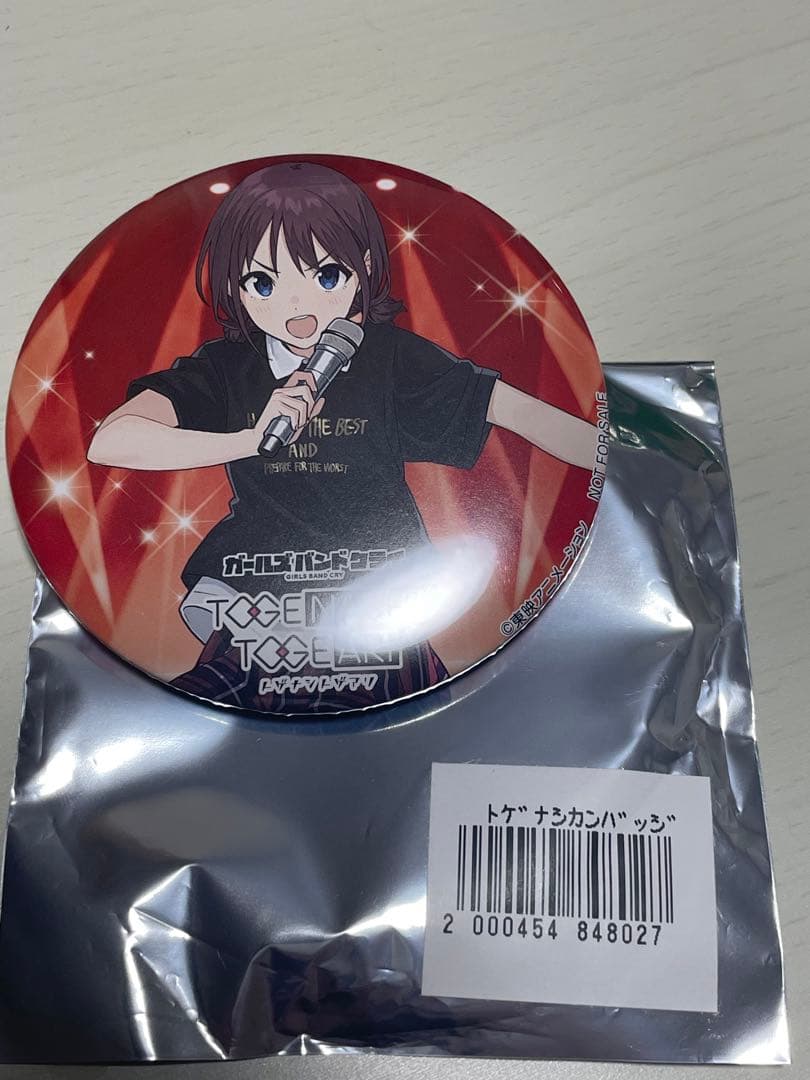 THE BEST
AND
PREPARE FOR THE WORST
ガールズバンドクライ
GIRLS BAND CRY
TOGE
TOGE ARI
トゲナシトゲアリ
©東映アニメーション NOT FOR SALE
ﾄｹﾞﾅｼｶﾝﾊﾞｯｼﾞ
2 000454 848027